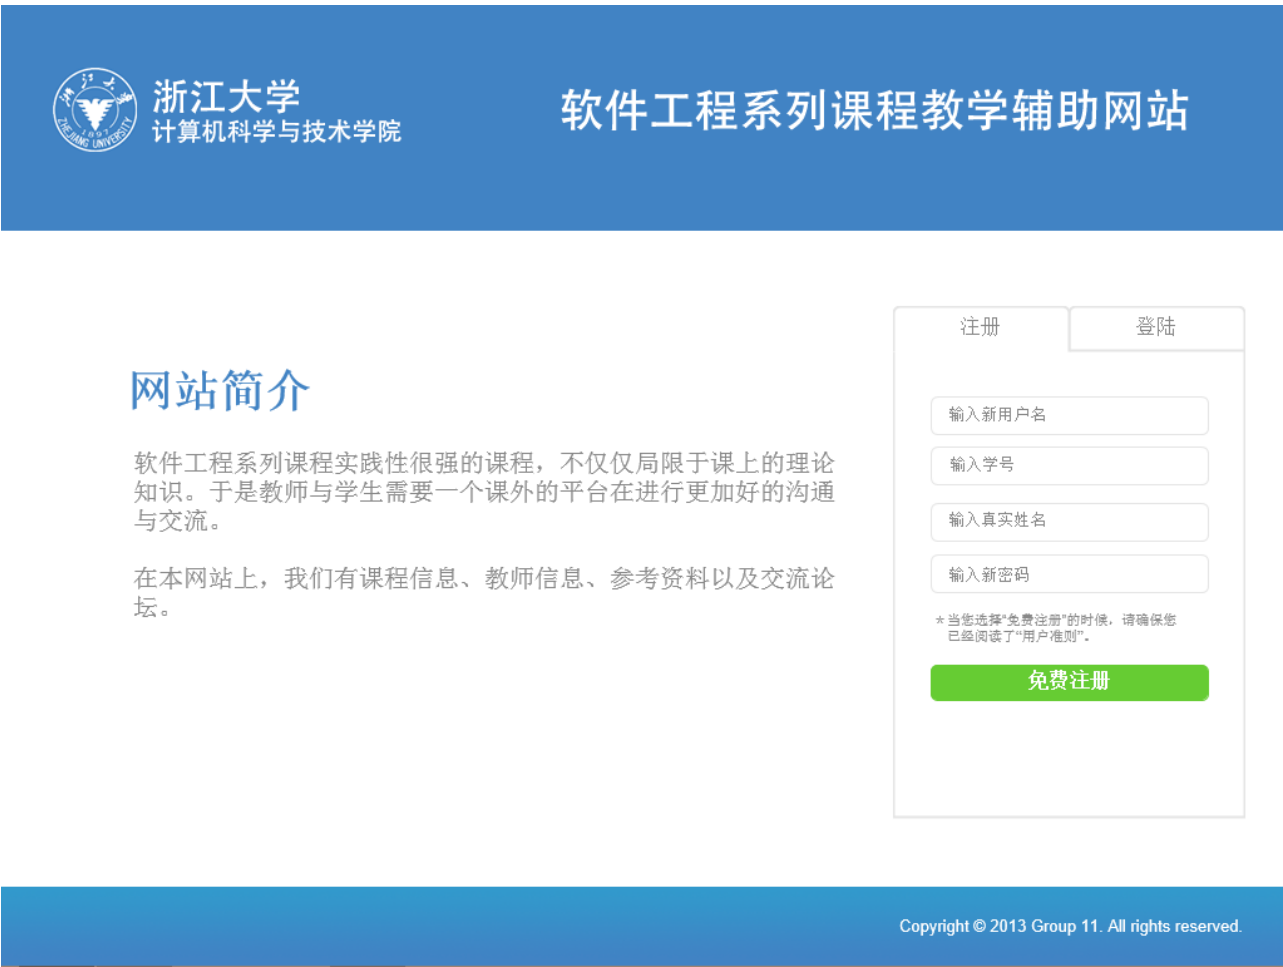 浙江大学
计算机科学与技术学院
ZHEJIANG UNIVERSITY
1897
软件工程系列课程教学辅助网站
网站简介
软件工程系列课程实践性很强的课程，不仅仅局限于课上的理论
知识。于是教师与学生需要一个课外的平台在进行更加好的沟通
与交流。
在本网站上，我们有课程信息、教师信息、参考资料以及交流论
坛。
注册
登陆
输入新用户名
输入学号
输入真实姓名
输入新密码
*当您选择"免费注册"的时候，请确保您
已经阅读了“用户准则”。
免费注册
Copyright © 2013 Group 11. All rights reserved.